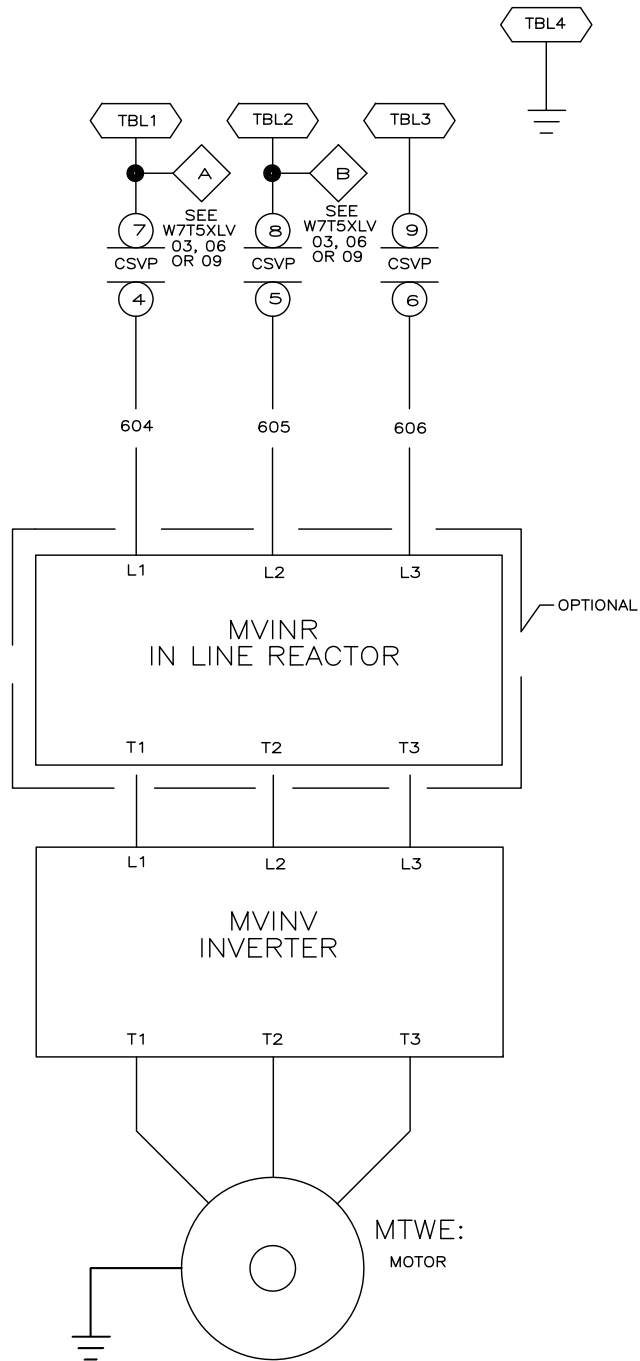 TBL4
TBL1
TBL2
TBL3
A
B
SEE
W7T5XLV
03, 06
OR 09
SEE
W7T5XLV
03, 06
OR 09
7
8
9
CSVP
CSVP
CSVP
4
5
6
604
605
606
L1
L2
L3
OPTIONAL
MVINR
IN LINE REACTOR
T1
T2
T3
L1
L2
L3
MVINV
INVERTER
T1
T2
T3
MTWE:
MOTOR